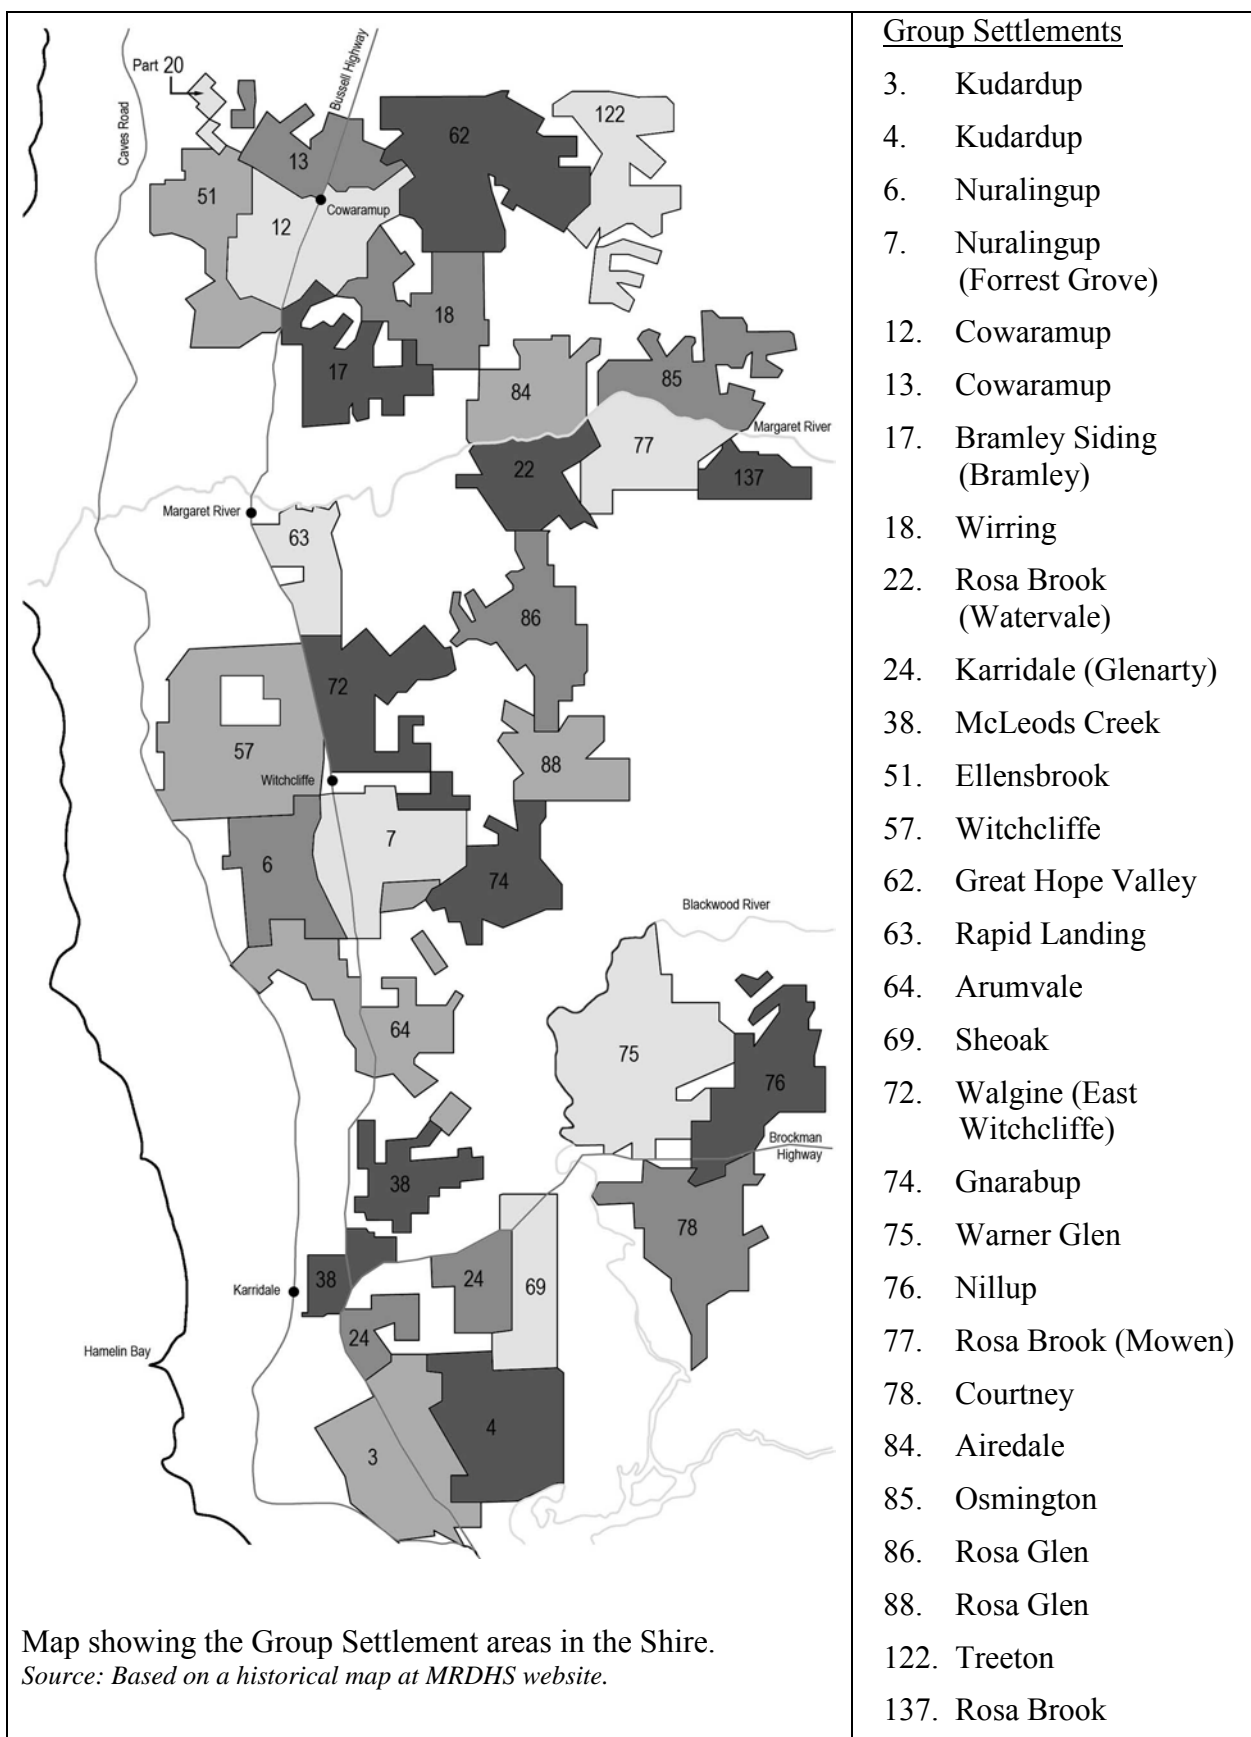 Part 20
Caves Road
Bussell Highway
62
122
13
51
Cowaramup
12
18
17
84
85
Margaret River
77
22
137
Margaret River
63
86
72
57
88
Witchcliffe
7
6
74
Blackwood River
64
75
76
Brockman
Highway
38
78
38
24
69
Karridale
24
Hamelin Bay
4
3
Map showing the Group Settlement areas in the Shire.
Source: Based on a historical map at MRDHS website.
Group Settlements
3. Kudardup
4. Kudardup
6. Nuralingup
7. Nuralingup
(Forrest Grove)
12. Cowaramup
13. Cowaramup
17. Bramley Siding
(Bramley)
18. Wirring
22. Rosa Brook
(Watervale)
24. Karridale (Glenarty)
38. McLeods Creek
51. Ellensbrook
57. Witchcliffe
62. Great Hope Valley
63. Rapid Landing
64. Arumvale
69. Sheoak
72. Walgine (East
Witchcliffe)
74. Gnarabup
75. Warner Glen
76. Nillup
77. Rosa Brook (Mowen)
78. Courtney
84. Airedale
85. Osmington
86. Rosa Glen
88. Rosa Glen
122. Treeton
137. Rosa Brook